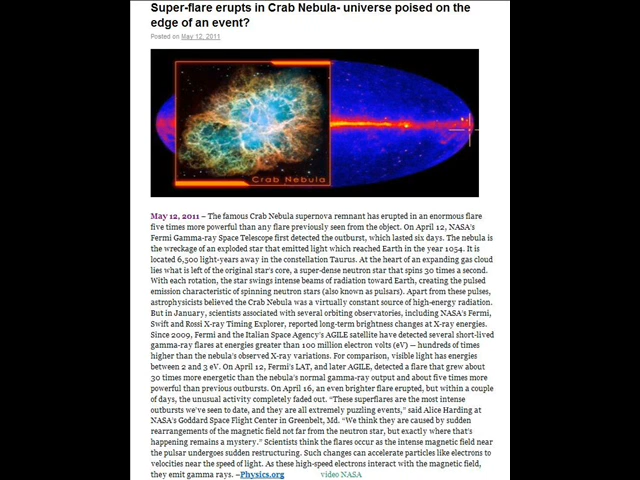 Super-flare erupts in Crab Nebula- universe poised on the
edge of an event?
Posted on May 12, 2011
Crab Nebula
May 12, 2011 – The famous Crab Nebula supernova remnant has erupted in an enormous flare
five times more powerful than any flare previously seen from the object. On April 12, NASA's
Fermi Gamma-ray Space Telescope first detected the outburst, which lasted six days. The nebula is
the wreckage of an exploded star that emitted light which reached Earth in the year 1054. It is
located 6,500 light-years away in the constellation Taurus. At the heart of an expanding gas cloud
lies what is left of the original star's core, a super-dense neutron star that spins 30 times a second.
With each rotation, the star swings intense beams of radiation toward Earth, creating the pulsed
emission characteristic of spinning neutron stars (also known as pulsars). Apart from these pulses,
astrophysicists believed the Crab Nebula was a virtually constant source of high-energy radiation.
But in January, scientists associated with several orbiting observatories, including NASA's Fermi,
Swift and Rossi X-ray Timing Explorer, reported long-term brightness changes at X-ray energies.
Since 2009, Fermi and the Italian Space Agency's AGILE satellite have detected several short-lived
gamma-ray flares at energies greater than 100 million electron volts (eV) — hundreds of times
higher than the nebula's observed X-ray variations. For comparison, visible light has energies
between 2 and 3 eV. On April 12, Fermi's LAT, and later AGILE, detected a flare that grew about
30 times more energetic than the nebula's normal gamma-ray output and about five times more
powerful than previous outbursts. On April 16, an even brighter flare erupted, but within a couple
of days, the unusual activity completely faded out. “These superflares are the most intense
outbursts we've seen to date, and they are all extremely puzzling events,” said Alice Harding at
NASA's Goddard Space Flight Center in Greenbelt, Md. “We think they are caused by sudden
rearrangements of the magnetic field not far from the neutron star, but exactly where that's
happening remains a mystery.” Scientists think the flares occur as the intense magnetic field near
the pulsar undergoes sudden restructuring. Such changes can accelerate particles like electrons to
velocities near the speed of light. As these high-speed electrons interact with the magnetic field,
they emit gamma rays. –Physics.org video NASA